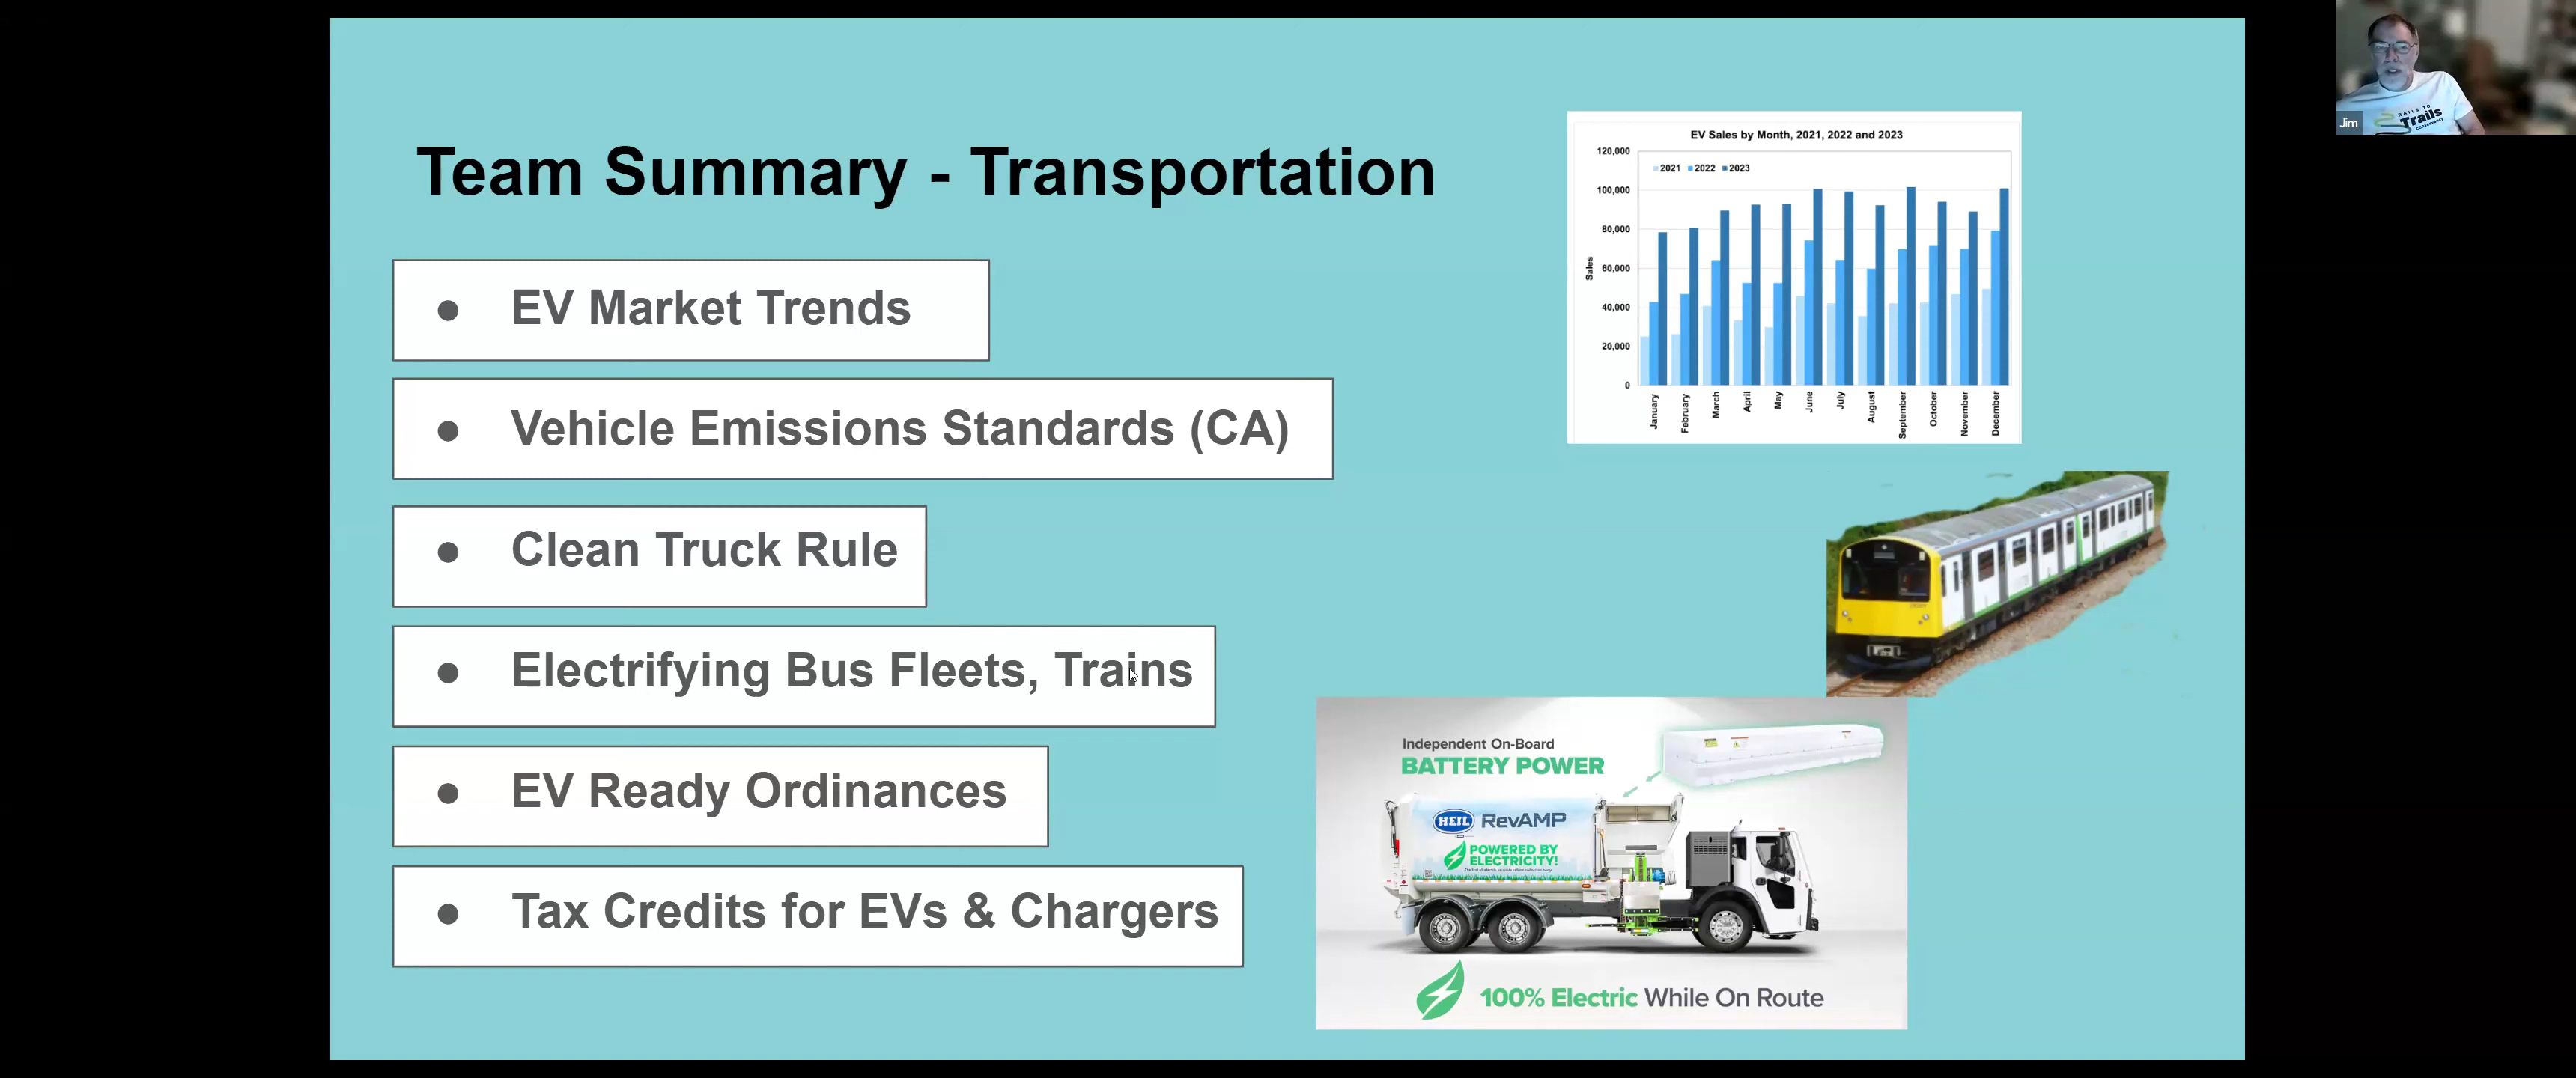 Team Summary - Transportation
● EV Market Trends
● Vehicle Emissions Standards (CA)
● Clean Truck Rule
● Electrifying Bus Fleets, Trains
● EV Ready Ordinances
● Tax Credits for EVs & Chargers
EV Sales by Month, 2021, 2022 and 2023
2021 2022 2023
120,000
100,000
80,000
60,000
40,000
20,000
0
Sales
January
February
March
April
May
June
July
August
September
October
November
December
Independent On-Board
BATTERY POWER
HEIL RevAMP
POWERED BY
ELECTRICITY!
100% Electric While On Route
Jim
RAILS TO
Trails
conservancy